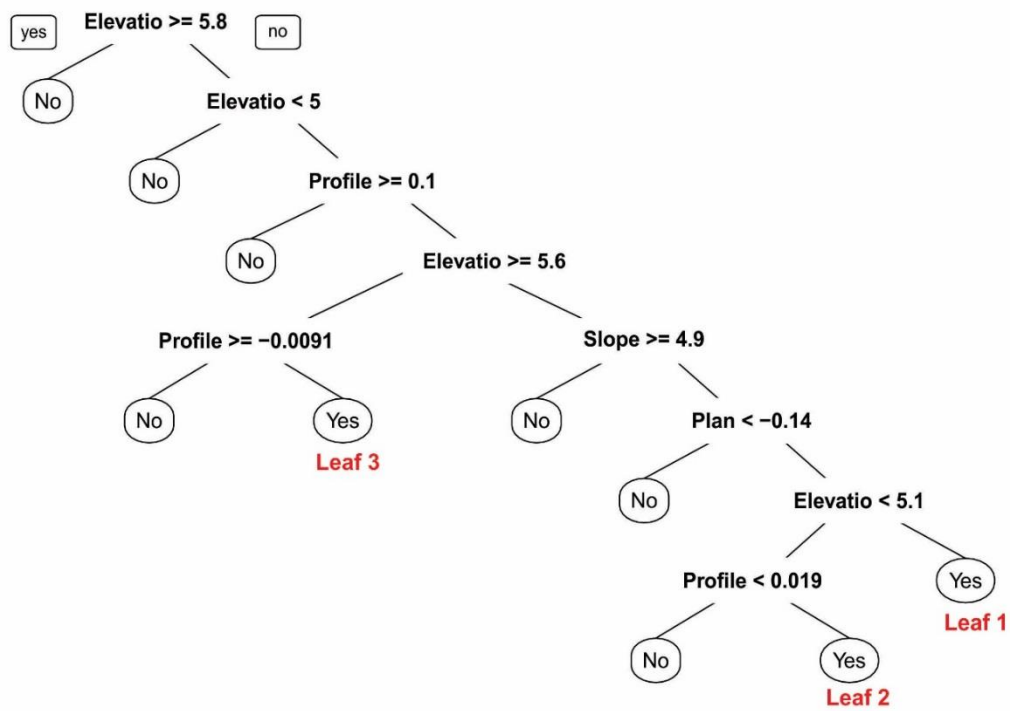 yes
Elevatio >= 5.8
no
No
Elevatio < 5
No
Profile >= 0.1
No
Elevatio >= 5.6
Profile >= −0.0091
Slope >= 4.9
No
Yes
No
Plan < −0.14
Leaf 3
No
Elevatio < 5.1
Profile < 0.019
Yes
Leaf 1
No
Yes
Leaf 2